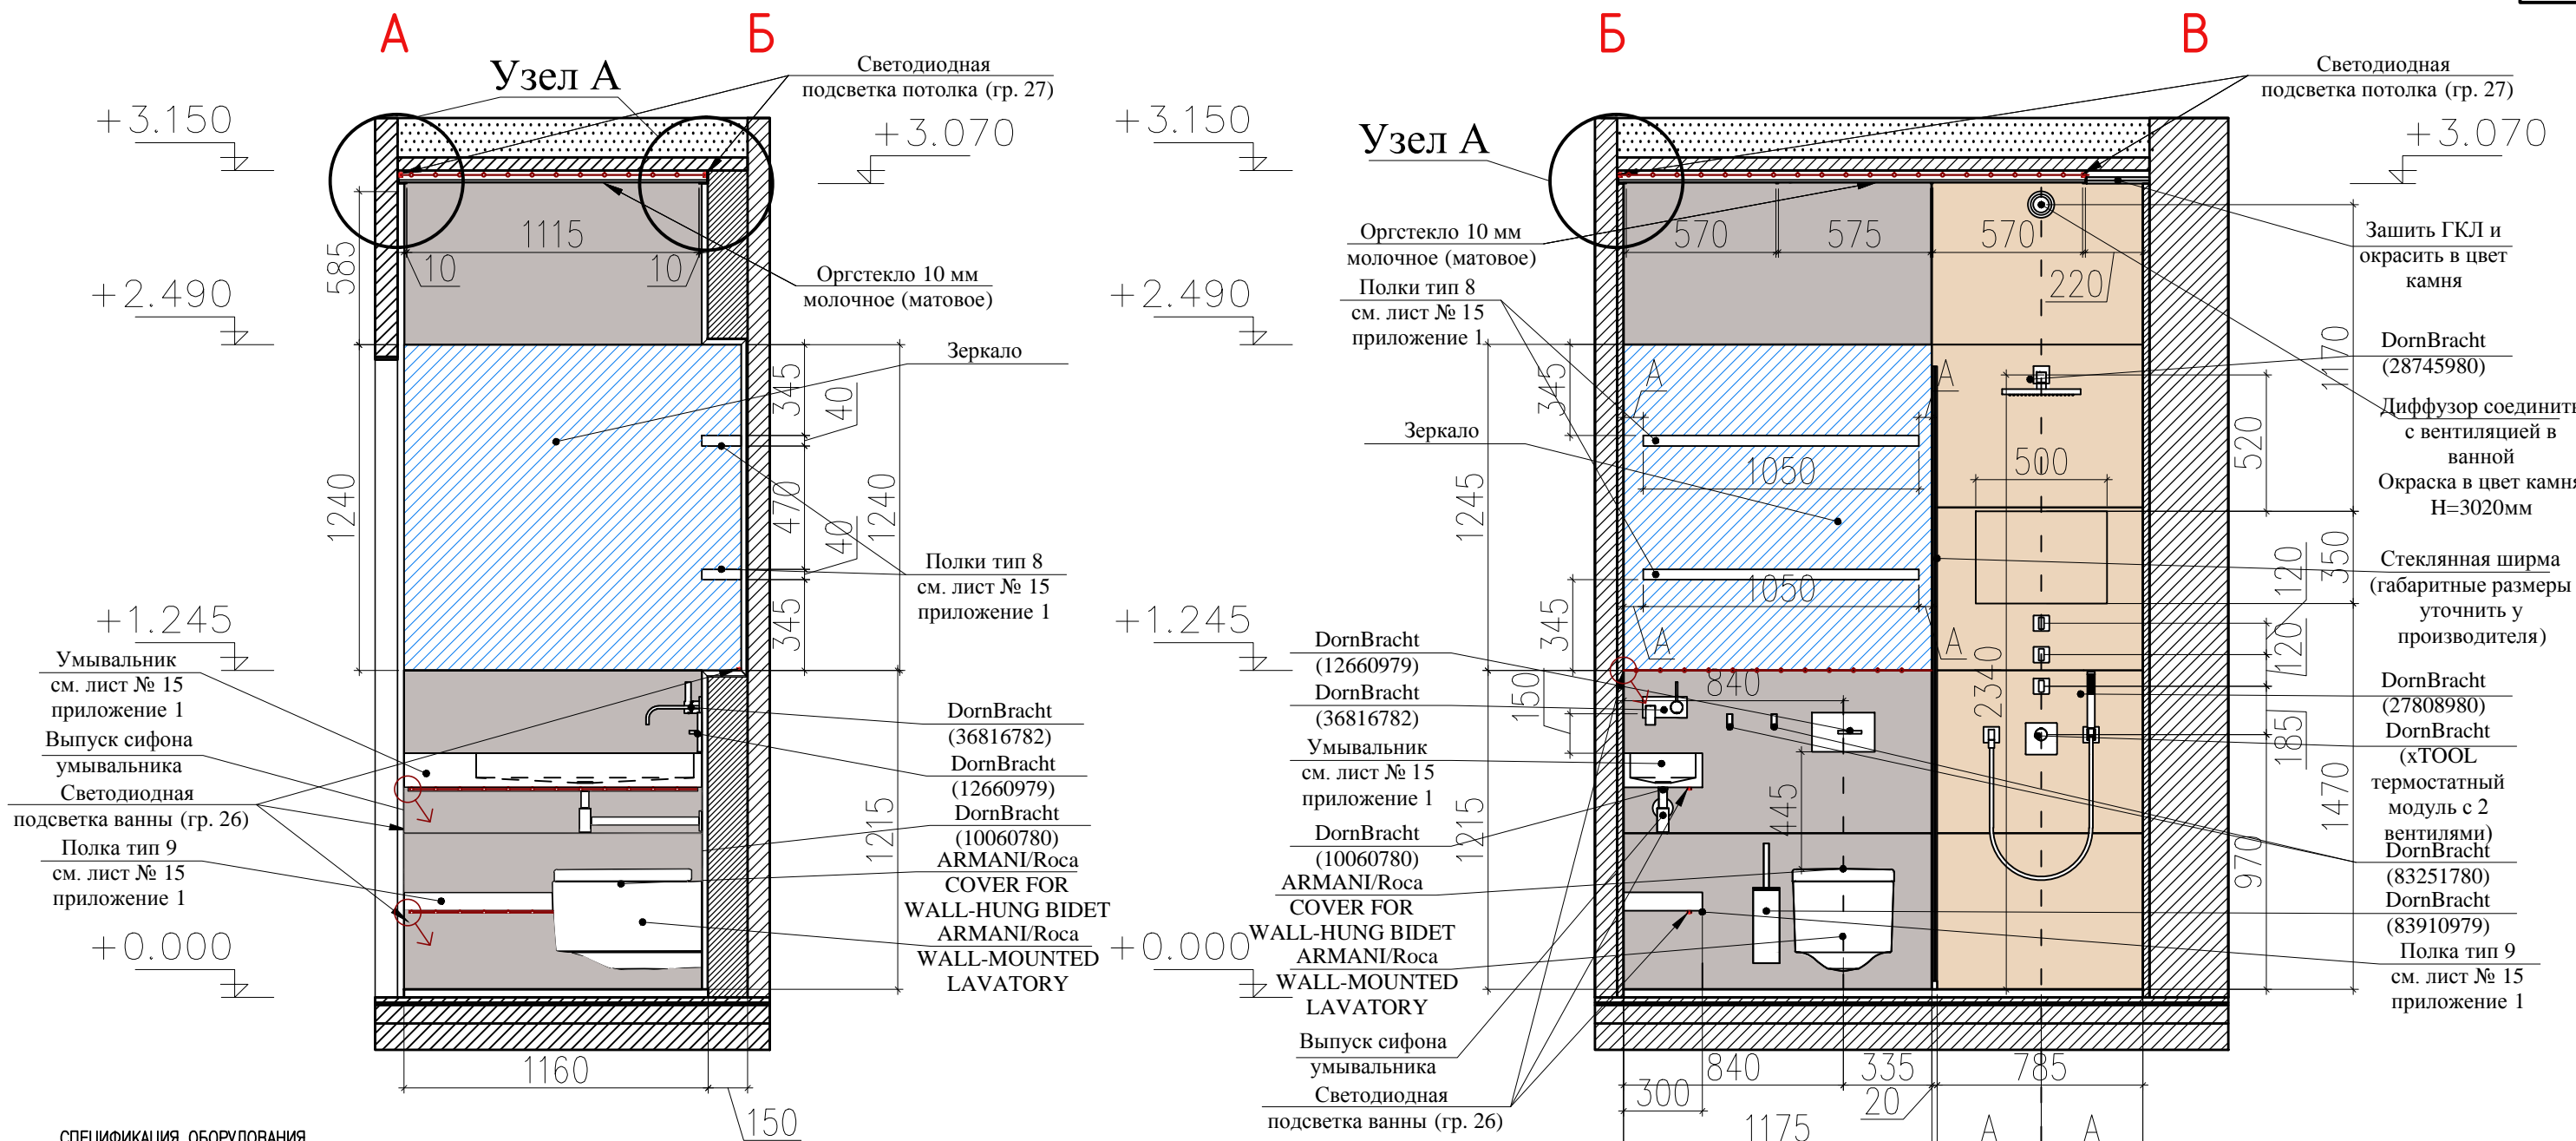 А
Б
Узел А
Светодиодная
подсветка потолка (гр. 27)
+3.150
+3.070
585
1115
10
10
Оргстекло 10 мм
молочное (матовое)
+2.490
Зеркало
345
40
1240
470
1240
40
Полки тип 8
см. лист № 15
приложение 1
345
+1.245
Умывальник
см. лист № 15
приложение 1
Выпуск сифона
умывальника
Светодиодная
подсветка ванны (гр. 26)
Полка тип 9
см. лист № 15
приложение 1
+0.000
DornBracht
(36816782)
DornBracht
(12660979)
DornBracht
(10060780)
1215
ARMANI/Roca
COVER FOR
WALL-HUNG BIDET
ARMANI/Roca
WALL-MOUNTED
LAVATORY
1160
150
СПЕЦИФИКАЦИЯ ОБОРУДОВАНИЯ
Б
В
Узел А
Светодиодная
подсветка потолка (гр. 27)
+3.150
+3.070
Оргстекло 10 мм
молочное (матовое)
570
575
570
220
Зашить ГКЛ и
окрасить в цвет
камня
Полки тип 8
см. лист № 15
приложение 1
+2.490
1170
DornBracht
(28745980)
345
А
А
Зеркало
1050
500
520
Диффузор соединить
с вентиляцией в
ванной
Окраска в цвет камня
H=3020мм
1245
1050
345
А
А
120
350
120
Стеклянная ширма
(габаритные размеры
уточнить у
производителя)
+1.245
DornBracht
(12660979)
DornBracht
(36816782)
150
840
2340
185
DornBracht
(27808980)
DornBracht
(xTOOL
термостатный
модуль с 2
вентилями)
Умывальник
см. лист № 15
приложение 1
445
1215
1470
970
DornBracht
(10060780)
DornBracht
(83251780)
DornBracht
(83910979)
ARMANI/Roca
COVER FOR
WALL-HUNG BIDET
ARMANI/Roca
WALL-MOUNTED
LAVATORY
+0.000
Полка тип 9
см. лист № 15
приложение 1
Выпуск сифона
умывальника
Светодиодная
подсветка ванны (гр. 26)
840
335
785
300
20
1175
А
А